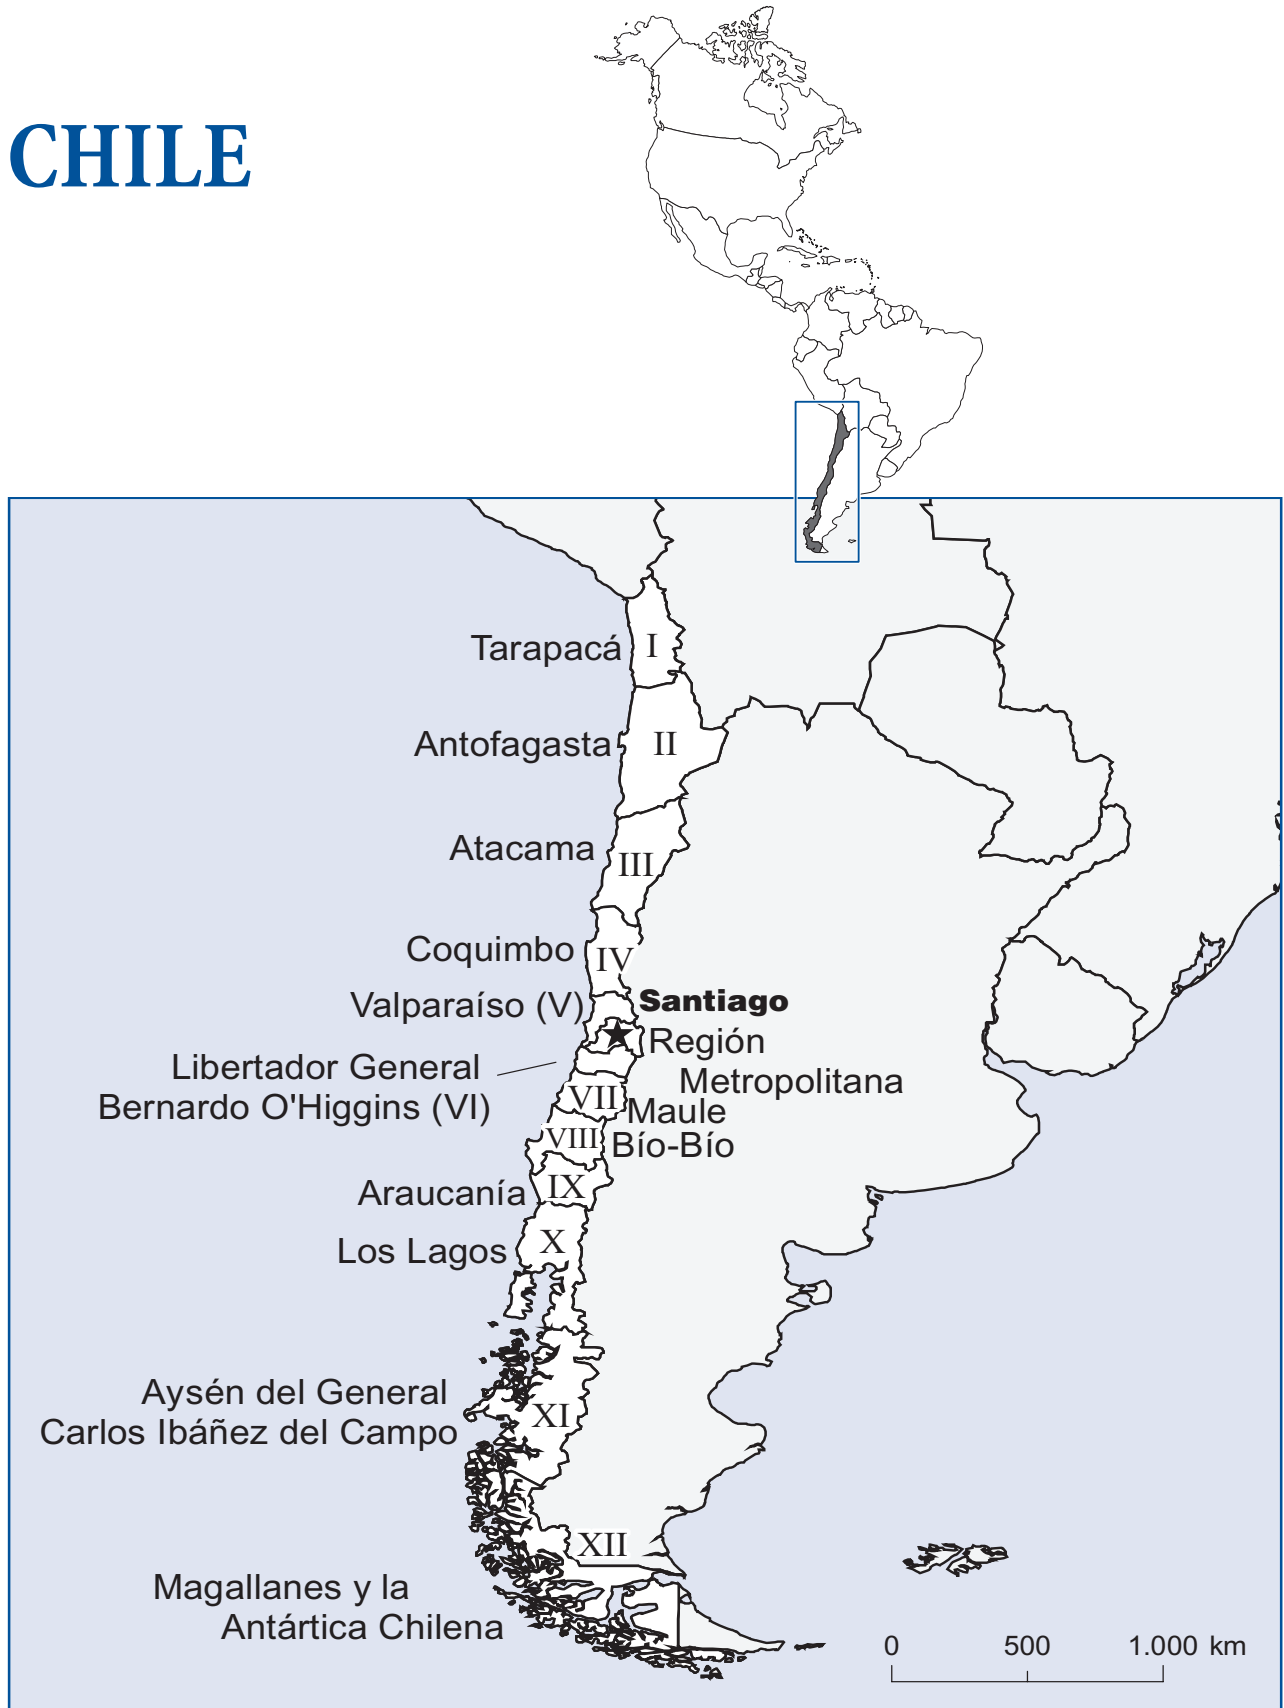 CHILE
Tarapacá
I
Antofagasta
II
Atacama
III
Coquimbo
IV
Valparaíso (V)
Santiago
Región
Metropolitana
Libertador General
Bernardo O'Higgins (VI)
VII
Maule
VIII
Bío-Bío
Araucanía
IX
Los Lagos
X
Aysén del General
Carlos Ibáñez del Campo
XI
XII
Magallanes y la
Antártica Chilena
0 500 1.000 km